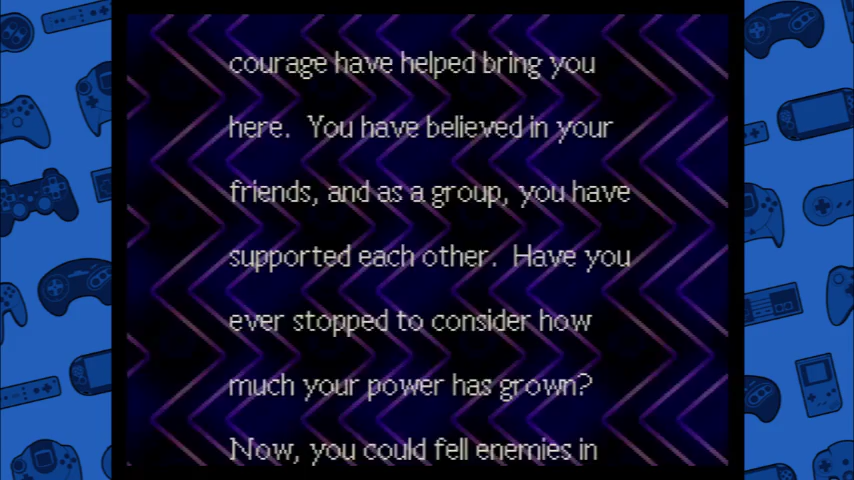 courage have helped bring you
here. You have believed in your
friends, and as a group, you have
supported each other. Have you
ever stopped to consider how
much your power has grown?
Now, you could fell enemies in